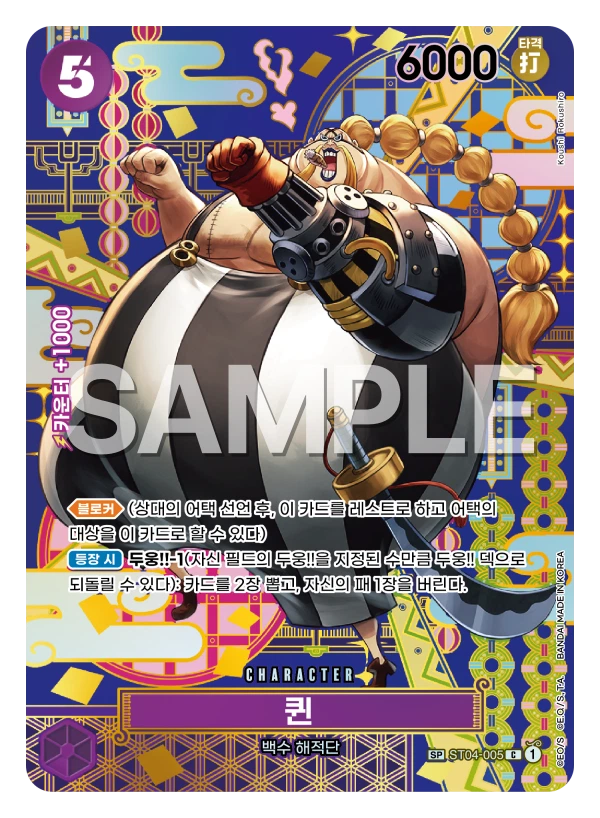 5
6000
타격
打
Koushi Rokushiro
카운터 +1000
SAMPLE
블로커 (상대의 어택 선언 후, 이 카드를 레스트로 하고 어택의
대상을 이 카드로 할 수 있다)
등장 시 두웅!!-1(자신 필드의 두웅!!을 지정된 수만큼 두웅!! 덱으로
되돌릴 수 있다): 카드를 2장 뽑고, 자신의 패 1장을 버린다.
CHARACTER
퀸
백수 해적단
SP ST04-005 C 1
©EO/S ©E.O./S.,T.A. BANDAI MADE IN KOREA